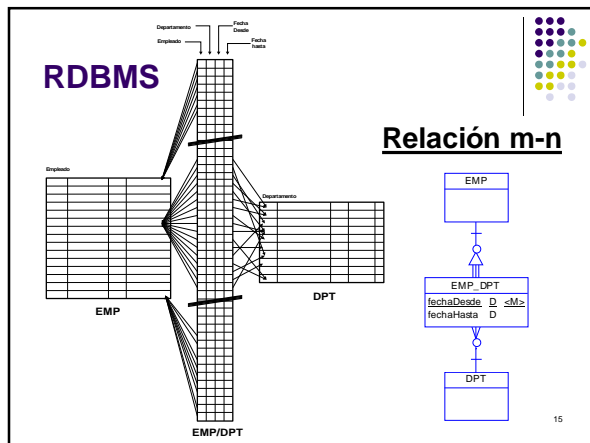 Departamento
Fecha
Desde
Empleado
Fecha
hasta
RDBMS
Relación m-n
Empleado
Departamento
EMP
DPT
EMP/DPT
EMP
EMP_DPT
fechaDesde D <M>
fechaHasta D
DPT
15